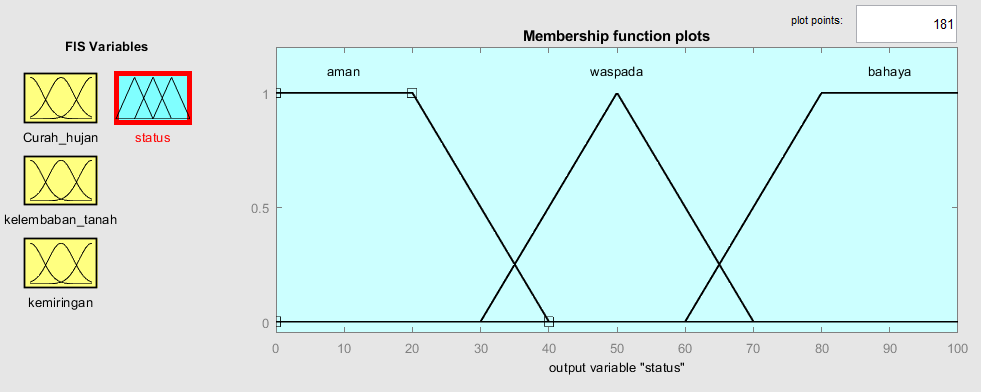 plot points:
181
FIS Variables
Membership function plots
Curah_hujan
status
kelembaban_tanah
kemiringan
aman
waspada
bahaya
1
0.5
0
0 10 20 30 40 50 60 70 80 90 100
output variable "status"